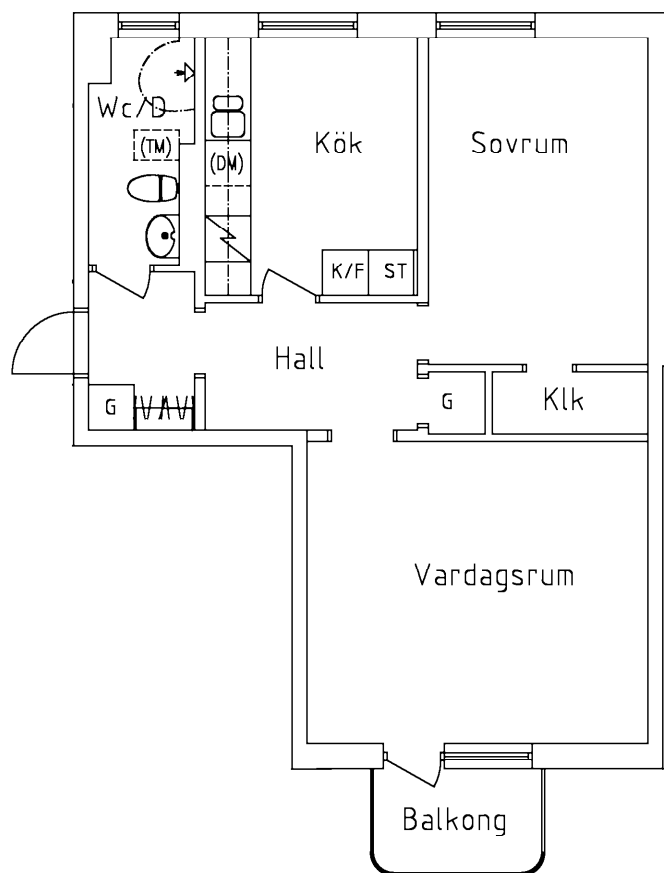 Wc/D
(TM)
(DM)
Kök
Sovrum
K/F
ST
Hall
G
G
Klk
Vardagsrum
Balkong